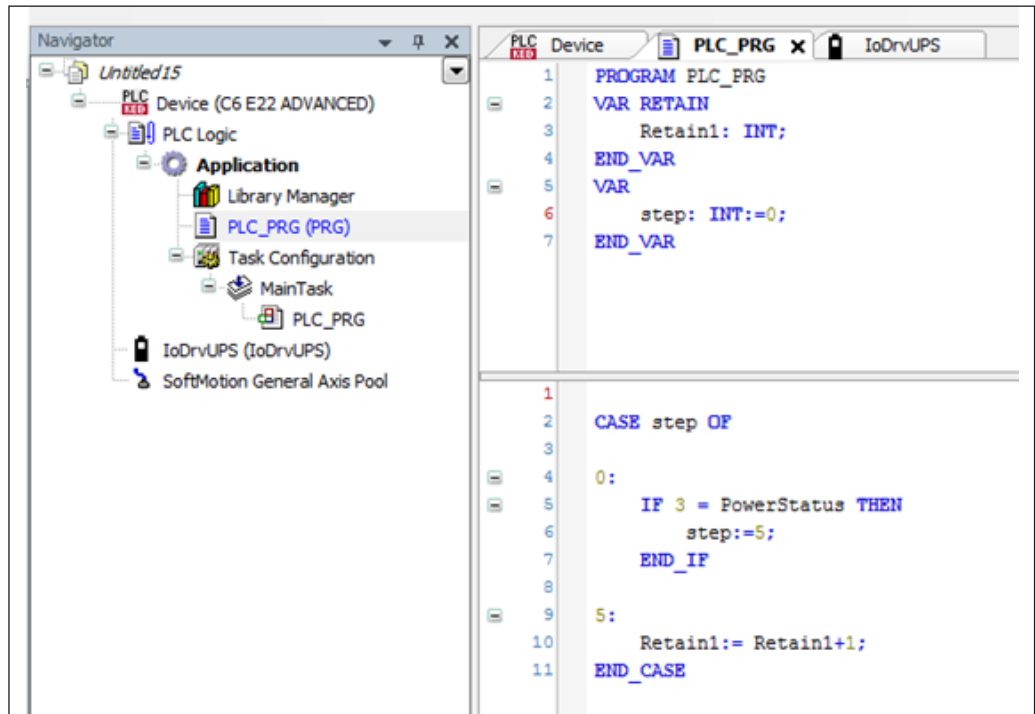 Navigator
Untitled15
PLC KED Device (C6 E22 ADVANCED)
PLC Logic
Application
Library Manager
PLC_PRG (PRG)
Task Configuration
MainTask
PLC_PRG
IoDrvUPS (IoDrvUPS)
SoftMotion General Axis Pool
PLC KED Device PLC_PRG X IoDrvUPS
1 PROGRAM PLC_PRG
2 VAR RETAIN
3 Retain1: INT;
4 END_VAR
5 VAR
6 step: INT:=0;
7 END_VAR
1
2 CASE step OF
3
4 0:
5 IF 3 = PowerStatus THEN
6 step:=5;
7 END_IF
8
9 5:
10 Retain1:= Retain1+1;
11 END_CASE